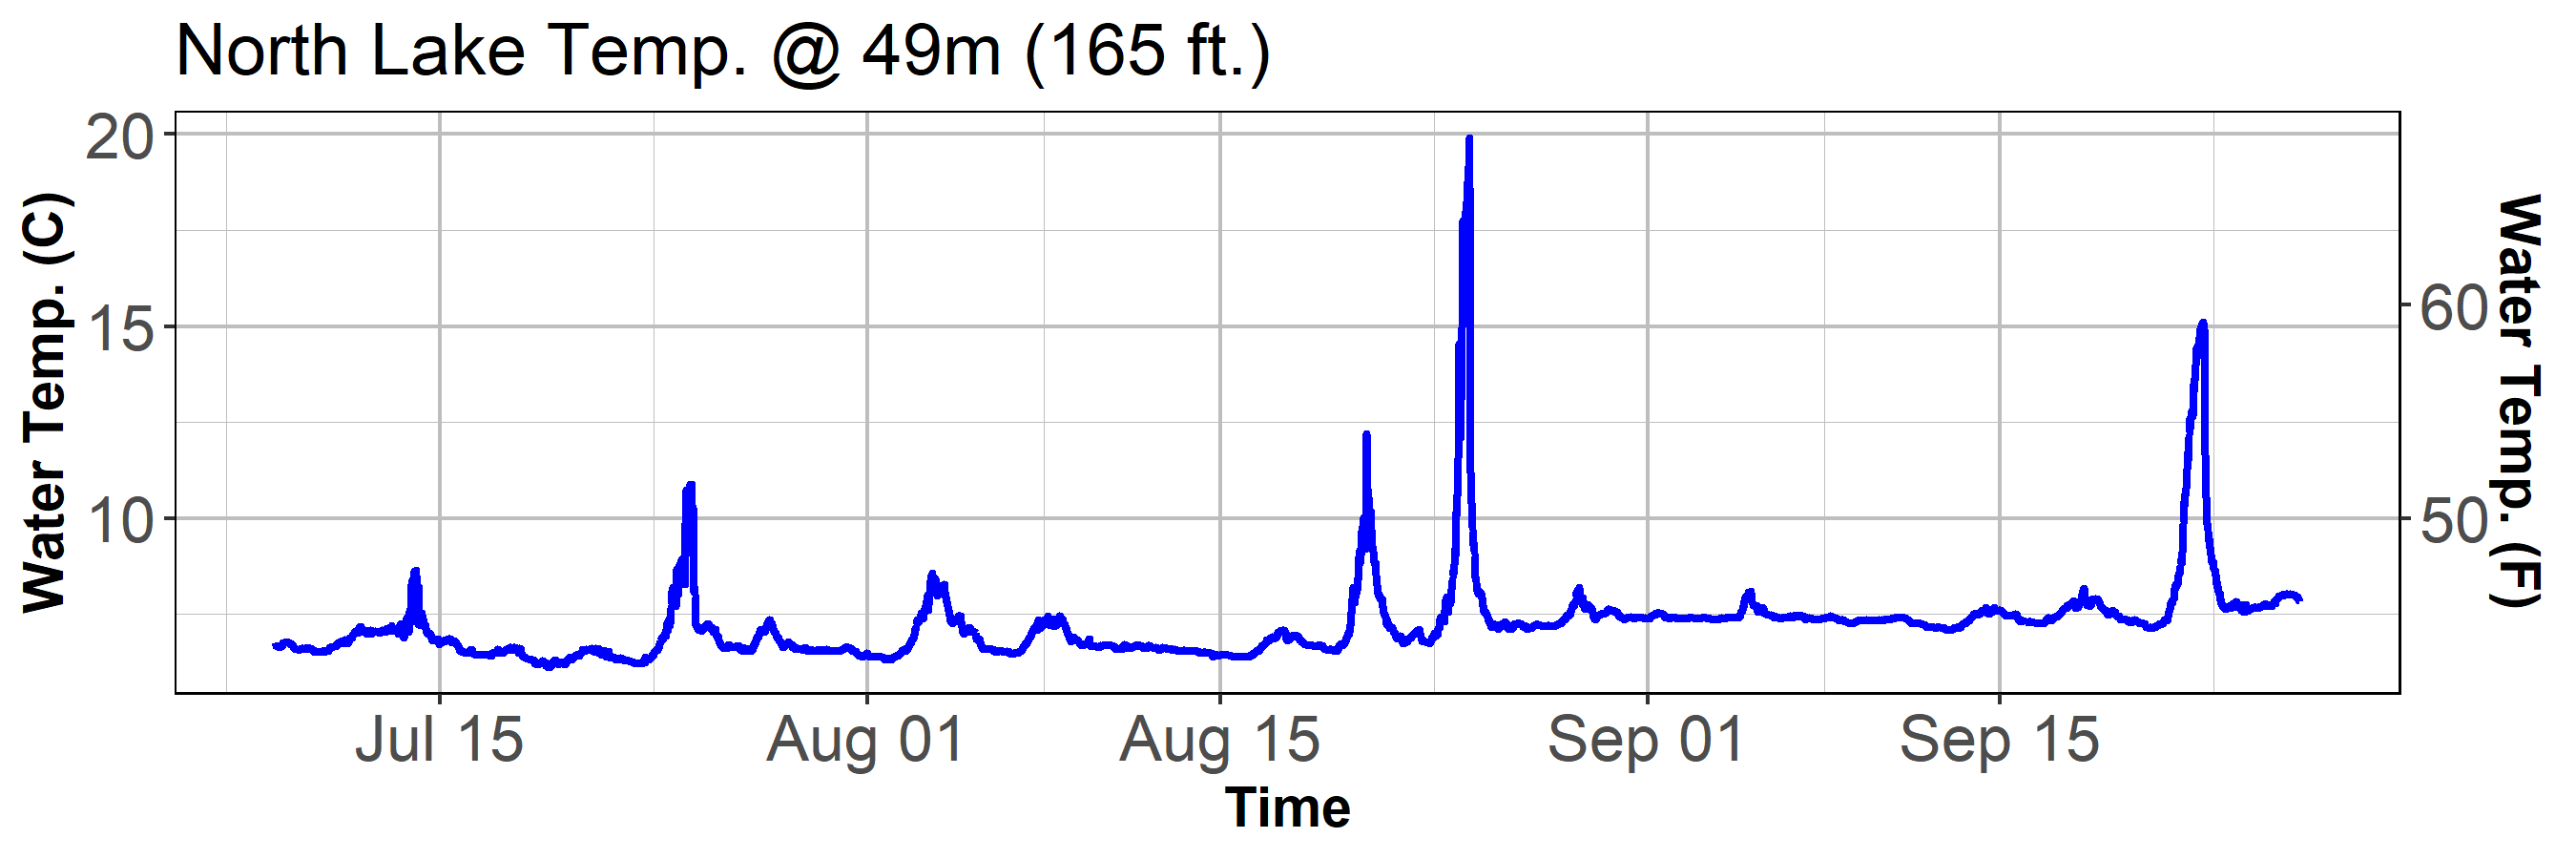 North Lake Temp. @ 49m (165 ft.)
Water Temp. (C)
20
15
10
60
50
Water Temp. (F)
Jul 15 Aug 01 Aug 15 Sep 01 Sep 15
Time